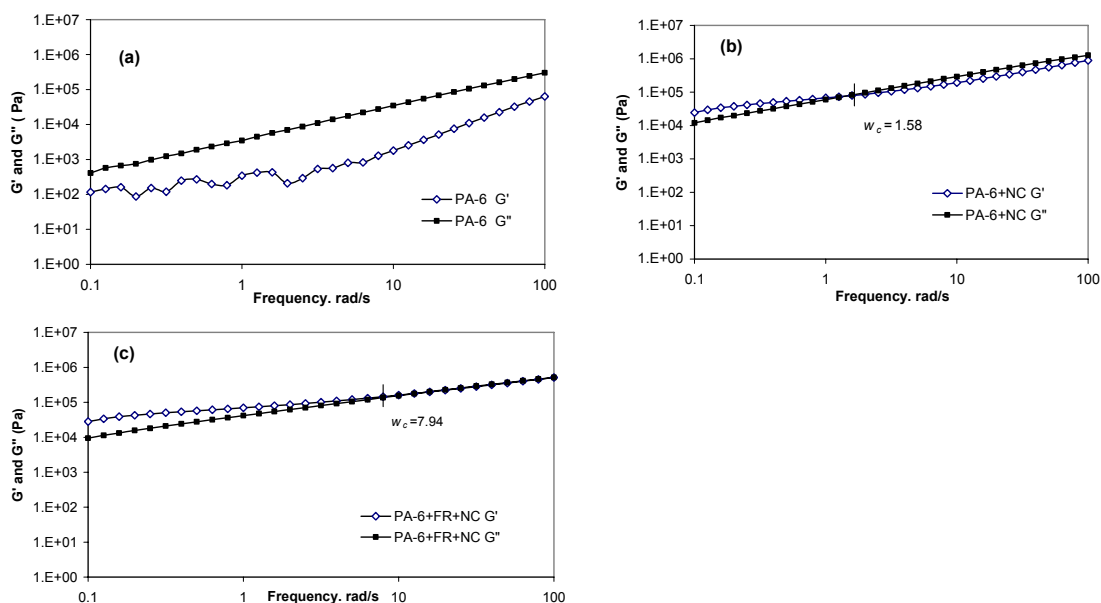 (a)
G' and G'' ( Pa)
1.E+07
1.E+06
1.E+05
1.E+04
1.E+03
1.E+02
1.E+01
1.E+00
0.1
1
10
100
Frequency. rad/s
PA-6 G'
PA-6 G"
(b)
G' and G'' (Pa)
1.E+07
1.E+06
1.E+05
1.E+04
1.E+03
1.E+02
1.E+01
1.E+00
0.1
1
10
100
Frequency. rad/s
w c = 1.58
PA-6+NC G'
PA-6+NC G"
(c)
G' and G'' (Pa)
1.E+07
1.E+06
1.E+05
1.E+04
1.E+03
1.E+02
1.E+01
1.E+00
0.1
1
10
100
Frequency. rad/s
w c =7.94
PA-6+FR+NC G'
PA-6+FR+NC G"